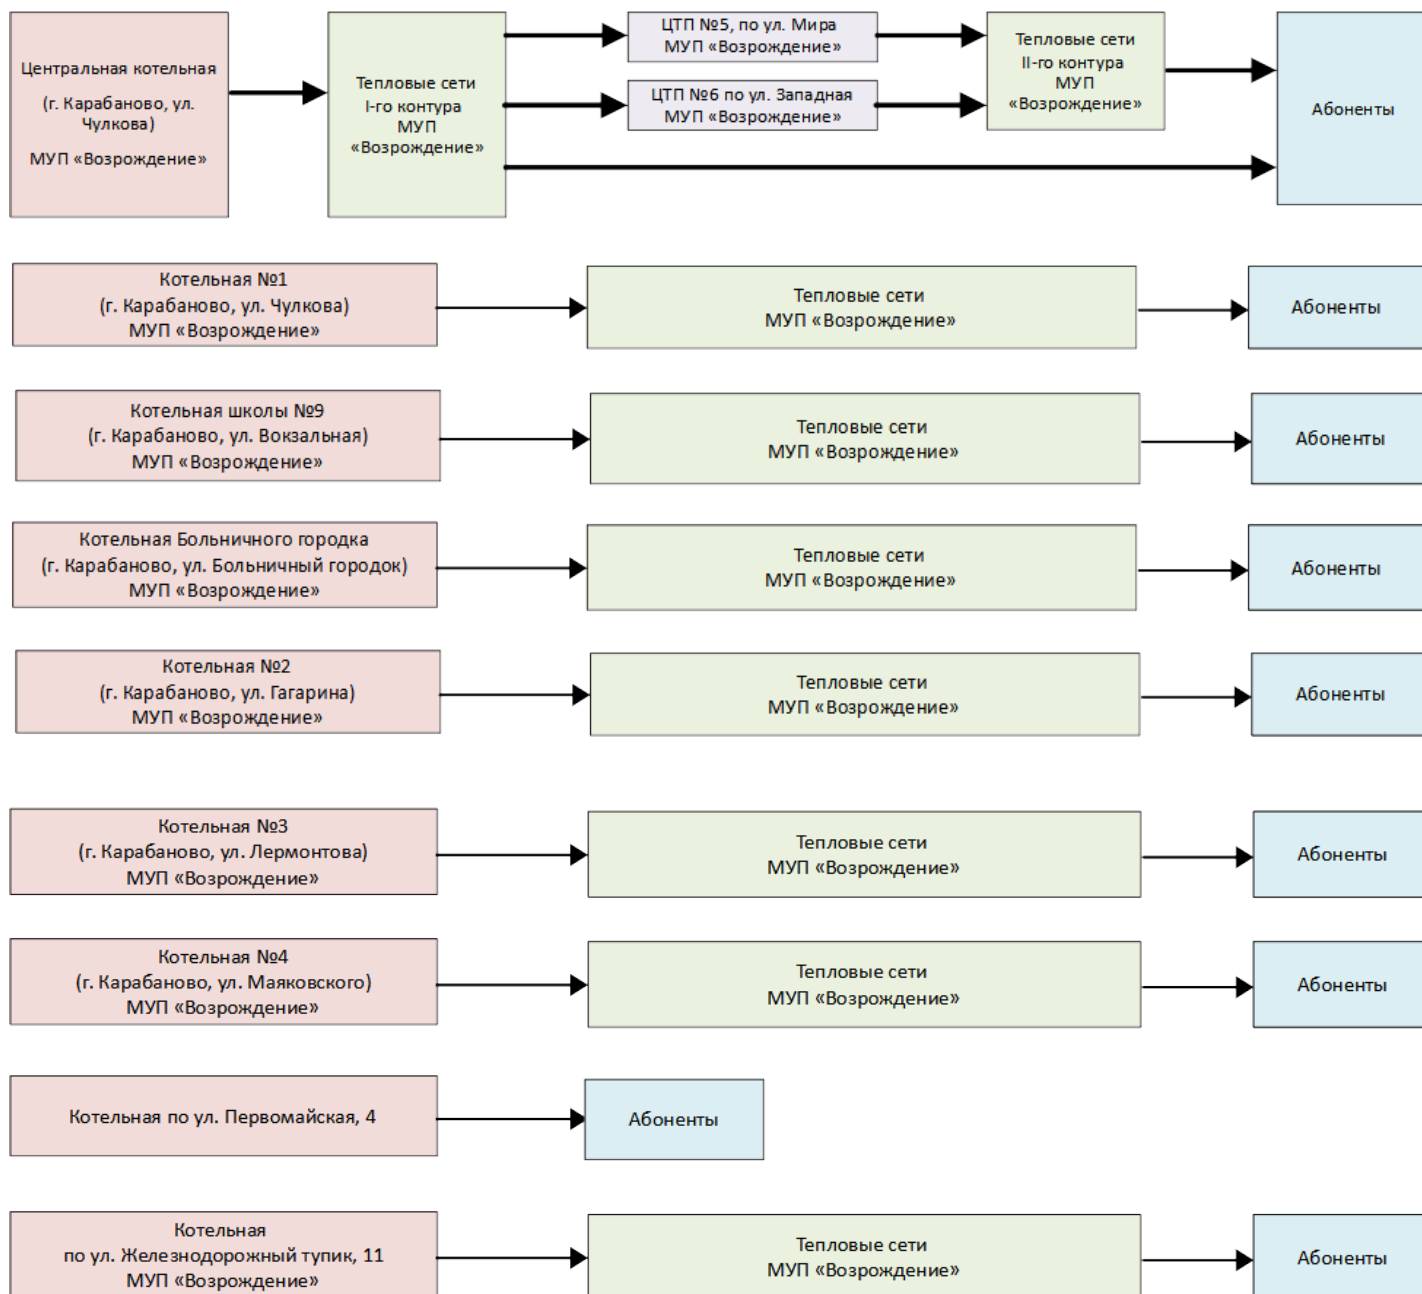 Центральная котельная
(г. Карабаново, ул.
Чулкова)
МУП «Возрождение»
Тепловые сети
I-го контура
МУП
«Возрождение»
ЦТП №5, по ул. Мира
МУП «Возрождение»
ЦТП №6 по ул. Западная
МУП «Возрождение»
Тепловые сети
II-го контура
МУП
«Возрождение»
Абоненты
Котельная №1
(г. Карабаново, ул. Чулкова)
МУП «Возрождение»
Тепловые сети
МУП «Возрождение»
Абоненты
Котельная школы №9
(г. Карабаново, ул. Вокзальная)
МУП «Возрождение»
Тепловые сети
МУП «Возрождение»
Абоненты
Котельная Больничного городка
(г. Карабаново, ул. Больничный городок)
МУП «Возрождение»
Тепловые сети
МУП «Возрождение»
Абоненты
Котельная №2
(г. Карабаново, ул. Гагарина)
МУП «Возрождение»
Тепловые сети
МУП «Возрождение»
Абоненты
Котельная №3
(г. Карабаново, ул. Лермонтова)
МУП «Возрождение»
Тепловые сети
МУП «Возрождение»
Абоненты
Котельная №4
(г. Карабаново, ул. Маяковского)
МУП «Возрождение»
Тепловые сети
МУП «Возрождение»
Абоненты
Котельная по ул. Первомайская, 4
Абоненты
Котельная
по ул. Железнодорожный тупик, 11
МУП «Возрождение»
Тепловые сети
МУП «Возрождение»
Абоненты